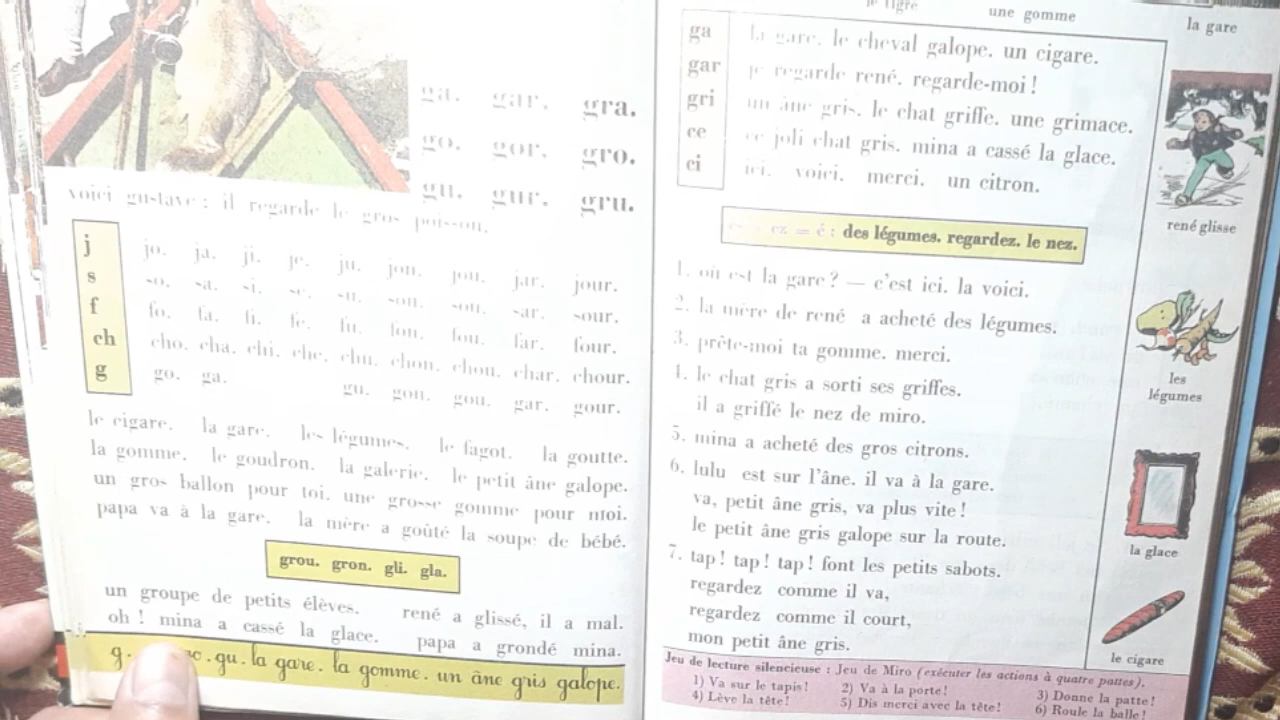 ga. gar. gra.
go. gor. gro.
gu. gur. gru.
voici gustave : il regarde le gros poisson.
j jo. ja. ji. je. ju. jon. jou. jar. jour.
s so. sa. si. se. su. son. sou. sar. sour.
f fo. fa. fi. fe. fu. fon. fou. far. four.
ch cho. cha. chi. che. chu. chon. chou. char. chour.
g go. ga. gu. gon. gou. gar. gour.
le cigare. la gare. les légumes. le fagot. la goutte.
la gomme. le goudron. la galerie. le petit âne galope.
un gros ballon pour toi. une grosse gomme pour moi.
papa va à la gare. la mère a goûté la soupe de bébé.
grou. gron. gli. gla.
un groupe de petits élèves. rené a glissé, il a mal.
oh ! mina a cassé la glace. papa a grondé mina.
g. gu. la gare. la gomme. un âne gris galope.
le tigre une gomme la gare
ga la gare. le cheval galope. un cigare.
gar je regarde rené. regarde-moi !
gri un âne gris. le chat griffe. une grimace.
ce ce joli chat gris. mina a cassé la glace.
ci ici. voici. merci. un citron.
ez = é : des légumes. regardez. le nez.
1. où est la gare ? — c'est ici. la voici.
2. la mère de rené a acheté des légumes.
3. prête-moi ta gomme. merci.
4. le chat gris a sorti ses griffes.
il a griffé le nez de miro.
5. mina a acheté des gros citrons.
6. lulu est sur l'âne. il va à la gare.
va, petit âne gris, va plus vite !
le petit âne gris galope sur la route.
7. tap ! tap ! tap ! font les petits sabots.
regardez comme il va,
regardez comme il court,
mon petit âne gris.
rené glisse
les
légumes
la glace
le cigare
Jeu de lecture silencieuse : Jeu de Miro (exécuter les actions à quatre pattes).
1) Va sur le tapis ! 2) Va à la porte ! 3) Donne la patte !
4) Lève la tête ! 5) Dis merci avec la tête ! 6) Roule la balle !